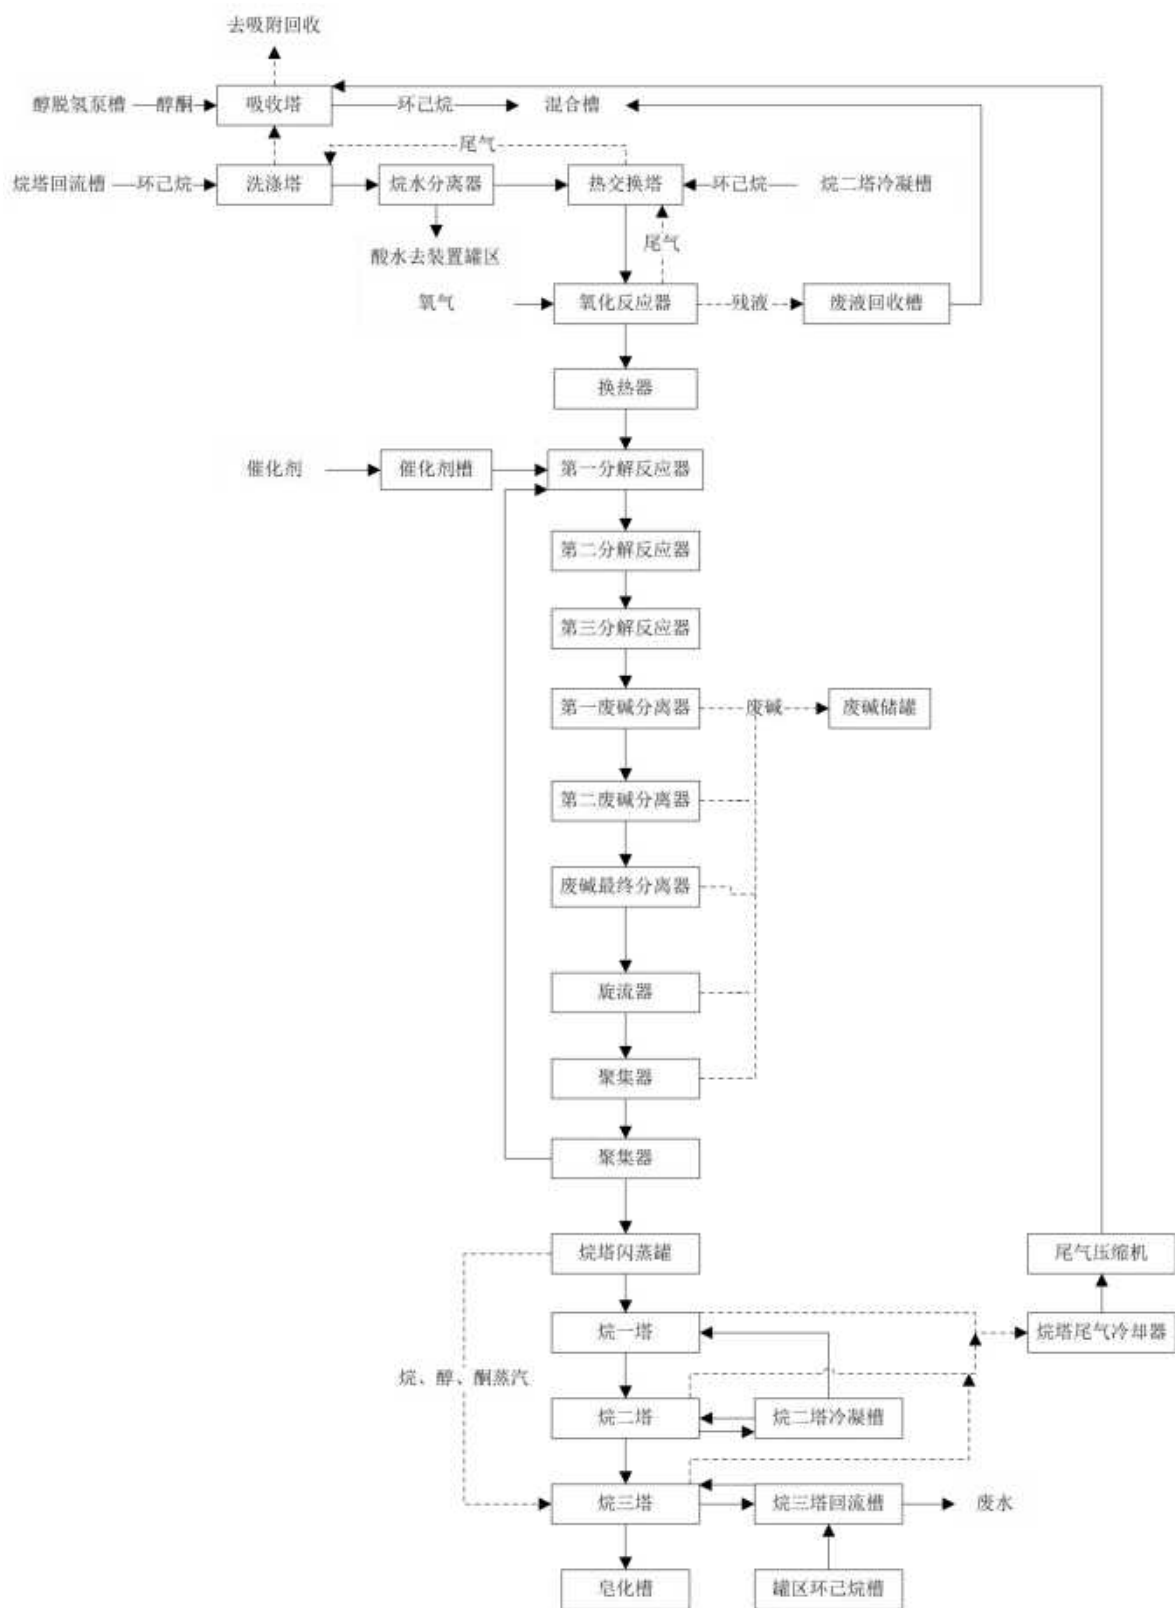 去吸附回收
醇脱氢泵槽 醇酮 吸收塔 环己烷 混合槽
尾气
烷塔回流槽 环己烷 洗涤塔 烷水分离器 热交换塔 环己烷 烷二塔冷凝槽
尾气
酸水去装置罐区
氧气 氧化反应器 残液 废液回收槽
换热器
催化剂 催化剂槽 第一分解反应器
第二分解反应器
第三分解反应器
第一废碱分离器 废碱 废碱储罐
第二废碱分离器
废碱最终分离器
旋流器
聚集器
聚集器
烷塔闪蒸罐 尾气压缩机
烷一塔 烷塔尾气冷却器
烷、醇、酮蒸汽
烷二塔 烷二塔冷凝槽
烷三塔 烷三塔回流槽 废水
皂化槽 罐区环己烷槽